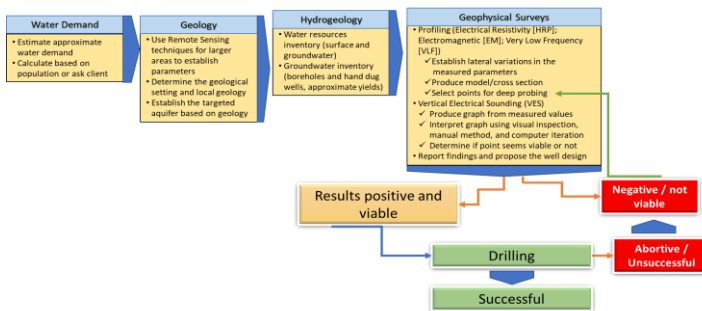 Water Demand
• Estimate approximate
water demand
• Calculate based on
population or ask client
Geology
• Use Remote Sensing
techniques for larger
areas to establish
parameters
• Determine the geological
setting and local geology
• Establish the targeted
aquifer based on geology
Hydrogeology
• Water resources
inventory (surface and
groundwater)
• Groundwater inventory
(boreholes and hand dug
wells, approximate yields)
Geophysical Surveys
• Profiling (Electrical Resistivity [HRP];
Electromagnetic [EM]; Very Low Frequency
[VLF])
✓Establish lateral variations in
the measured parameters
✓Produce model/cross section
✓Select points for deep probing
• Vertical Electrical Sounding (VES)
✓ Produce graph from measured values
✓ Interpret graph using visual inspection,
manual method, and computer iteration
✓ Determine if point seems viable or not
• Report findings and propose the well design
Results positive and
viable
Negative / not
viable
Drilling
Abortive /
Unsuccessful
Successful